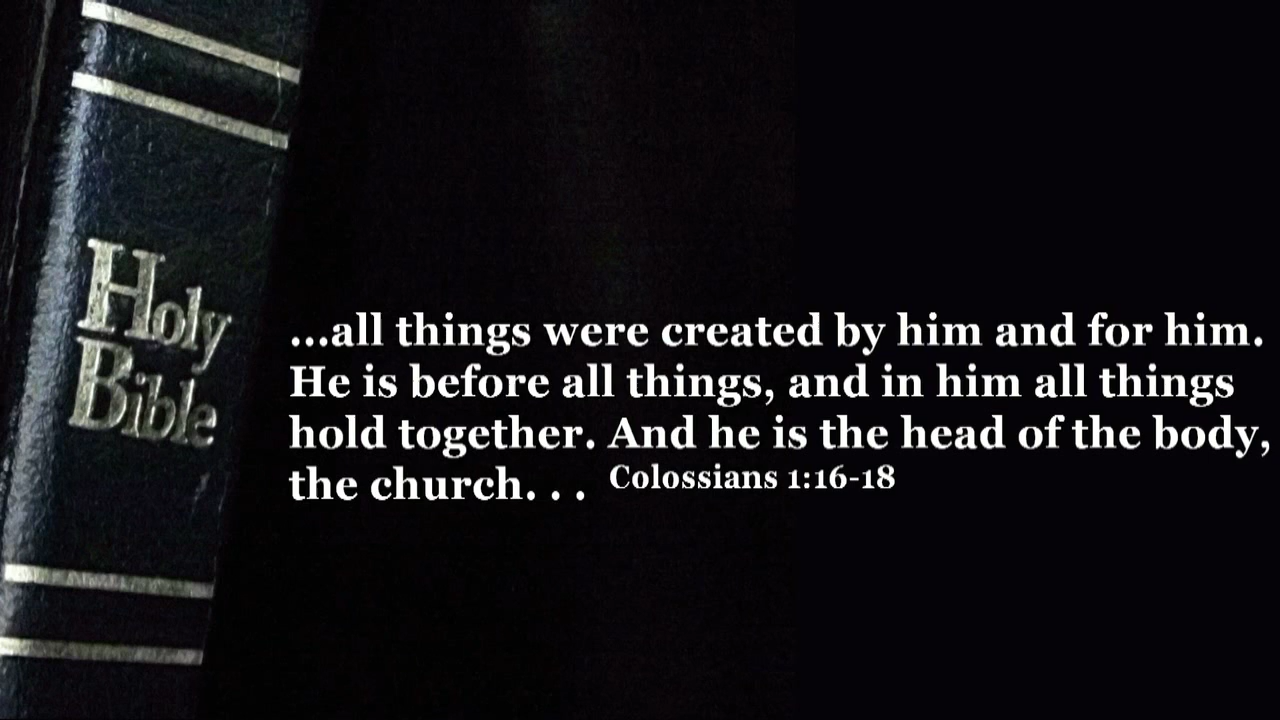 Holy
Bible
...all things were created by him and for him.
He is before all things, and in him all things
hold together. And he is the head of the body,
the church. . . Colossians 1:16-18